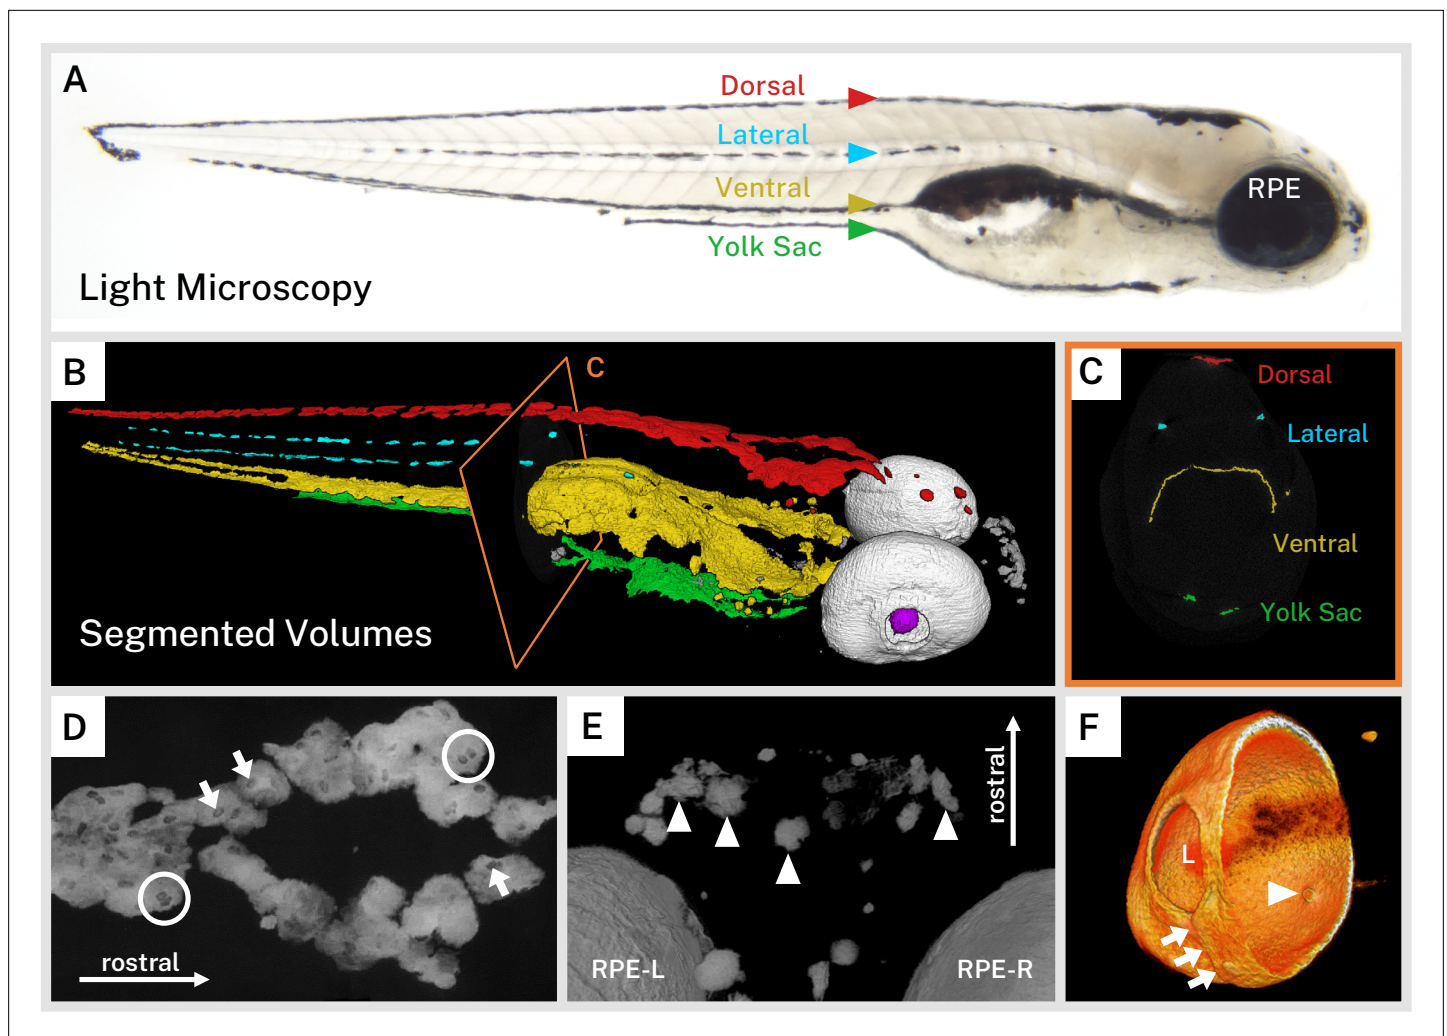 A
Dorsal
Lateral
Ventral
Yolk Sac
RPE
Light Microscopy
B
C
Segmented Volumes
C
Dorsal
Lateral
Ventral
Yolk Sac
D
rostral
E
rostral
RPE-L
RPE-R
F
L